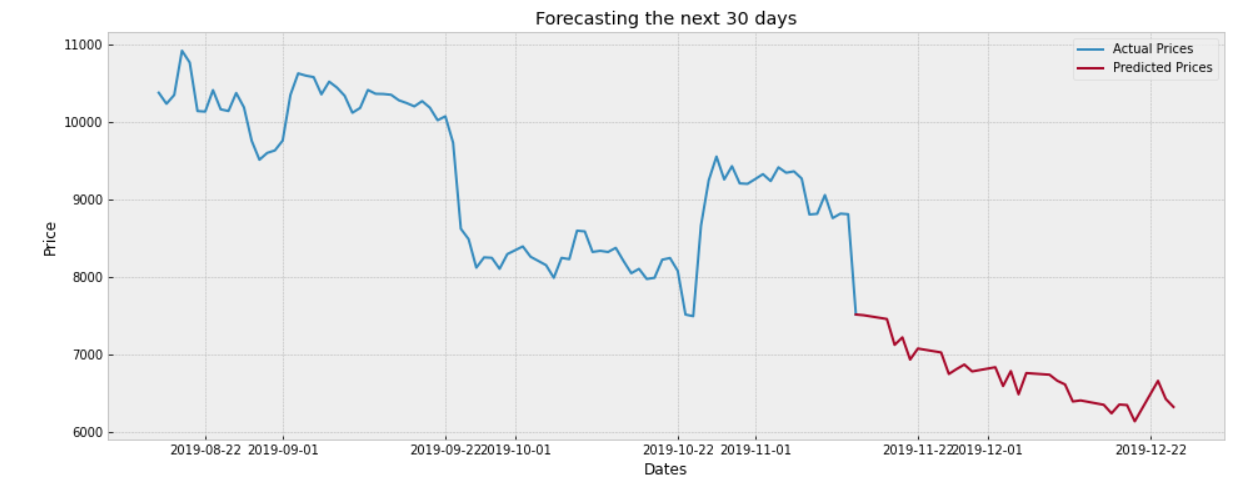 Forecasting the next 30 days
Actual Prices
Predicted Prices
Price
11000
10000
9000
8000
7000
6000
2019-08-22 2019-09-01 2019-09-22 2019-10-01 2019-10-22 2019-11-01 2019-11-22 2019-12-01 2019-12-22
Dates